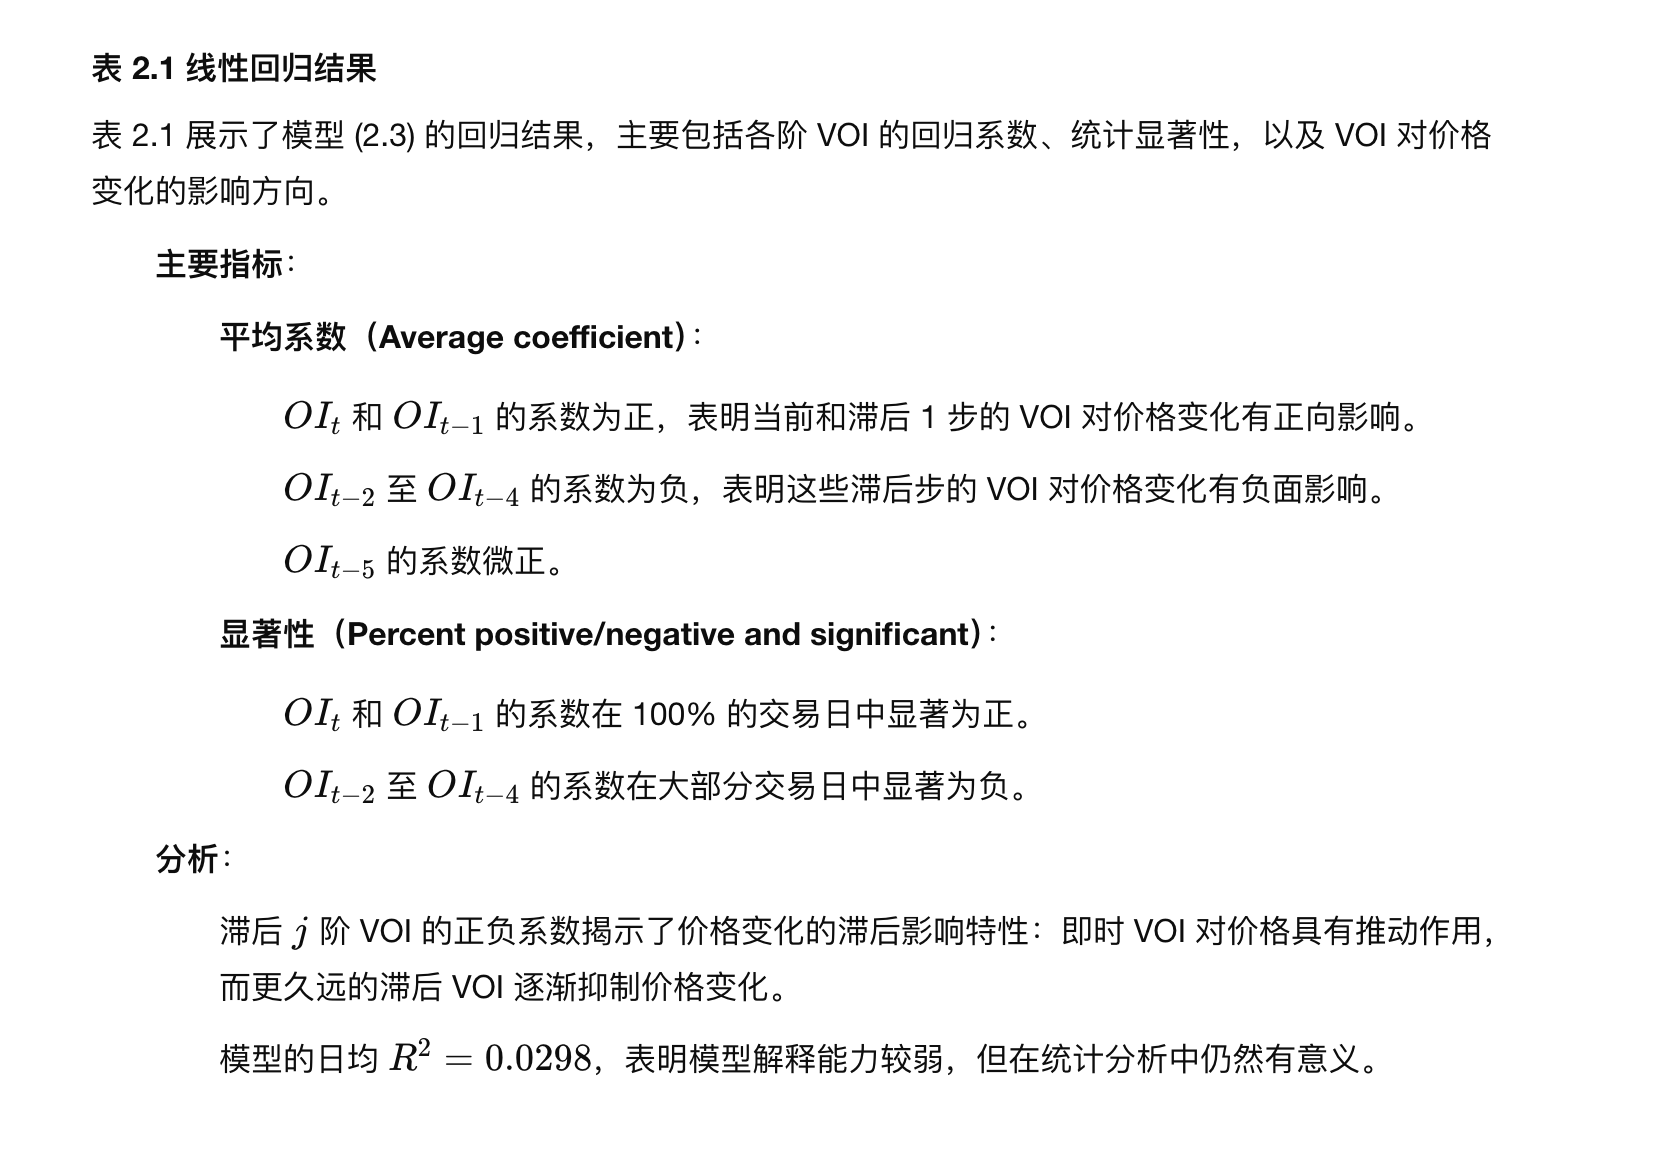 表 2.1 线性回归结果
表 2.1 展示了模型 (2.3) 的回归结果，主要包括各阶 VOI 的回归系数、统计显著性，以及 VOI 对价格
变化的影响方向。
主要指标：
平均系数（Average coefficient）：
$OI_t$ 和 $OI_{t-1}$ 的系数为正，表明当前和滞后 1 步的 VOI 对价格变化有正向影响。
$OI_{t-2}$ 至 $OI_{t-4}$ 的系数为负，表明这些滞后步的 VOI 对价格变化有负面影响。
$OI_{t-5}$ 的系数微正。
显著性（Percent positive/negative and significant）：
$OI_t$ 和 $OI_{t-1}$ 的系数在 100% 的交易日中显著为正。
$OI_{t-2}$ 至 $OI_{t-4}$ 的系数在大部分交易日中显著为负。
分析：
滞后 $j$ 阶 VOI 的正负系数揭示了价格变化的滞后影响特性：即时 VOI 对价格具有推动作用，
而更久远的滞后 VOI 逐渐抑制价格变化。
模型的日均 $R^2 = 0.0298$，表明模型解释能力较弱，但在统计分析中仍然有意义。